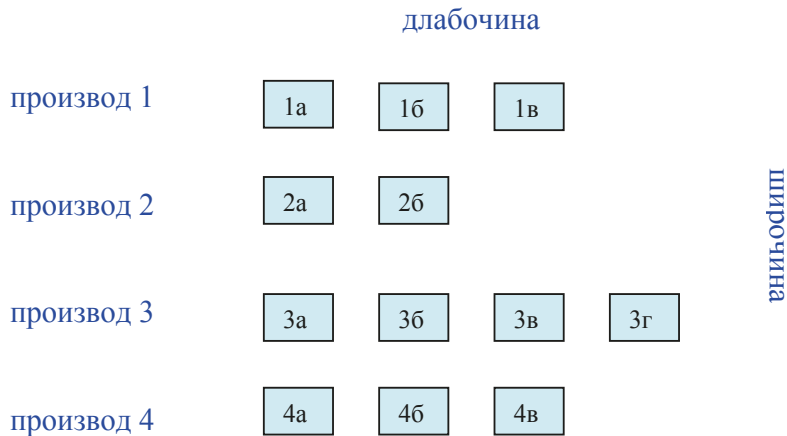 длабочина
производ 1
1а 1б 1в
производ 2
2а 2б
производ 3
3а 3б 3в 3г
производ 4
4а 4б 4в
широчина